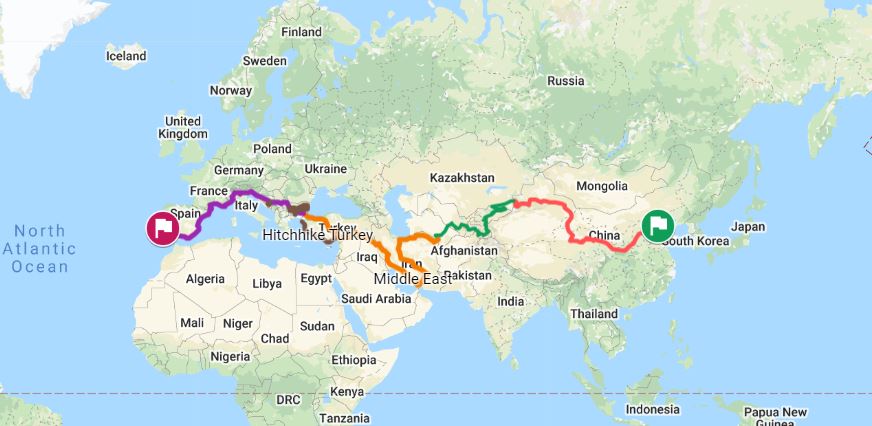 Iceland
Finland
Sweden
Norway
Russia
United
Kingdom
Poland
Germany
Ukraine
Kazakhstan
Mongolia
France
Italy
Spain
Turkey
Hitchhike Turkey
North
Atlantic
Ocean
Afghanistan
China
South Korea
Japan
Iraq
Iran
Middle East
Pakistan
Algeria
Libya
Egypt
Saudi Arabia
India
Mali
Niger
Sudan
Chad
Thailand
Nigeria
Ethiopia
Kenya
DRC
Tanzania
Indonesia
Papua New
Guinea